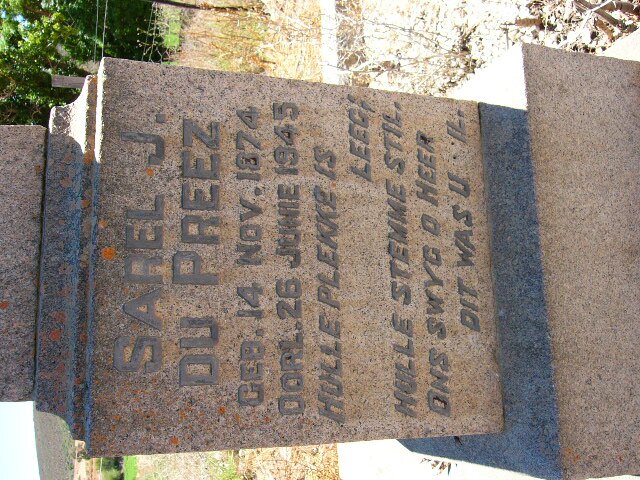 SAREL J.
DU PREEZ
GEB. 14 NOV. 1874
OORL. 26 JUNIE 1945
HULLE PLEKKE IS
LEEG,
HULLE STEMME STIL.
ONS SWYG O HEER
DIT WAS U